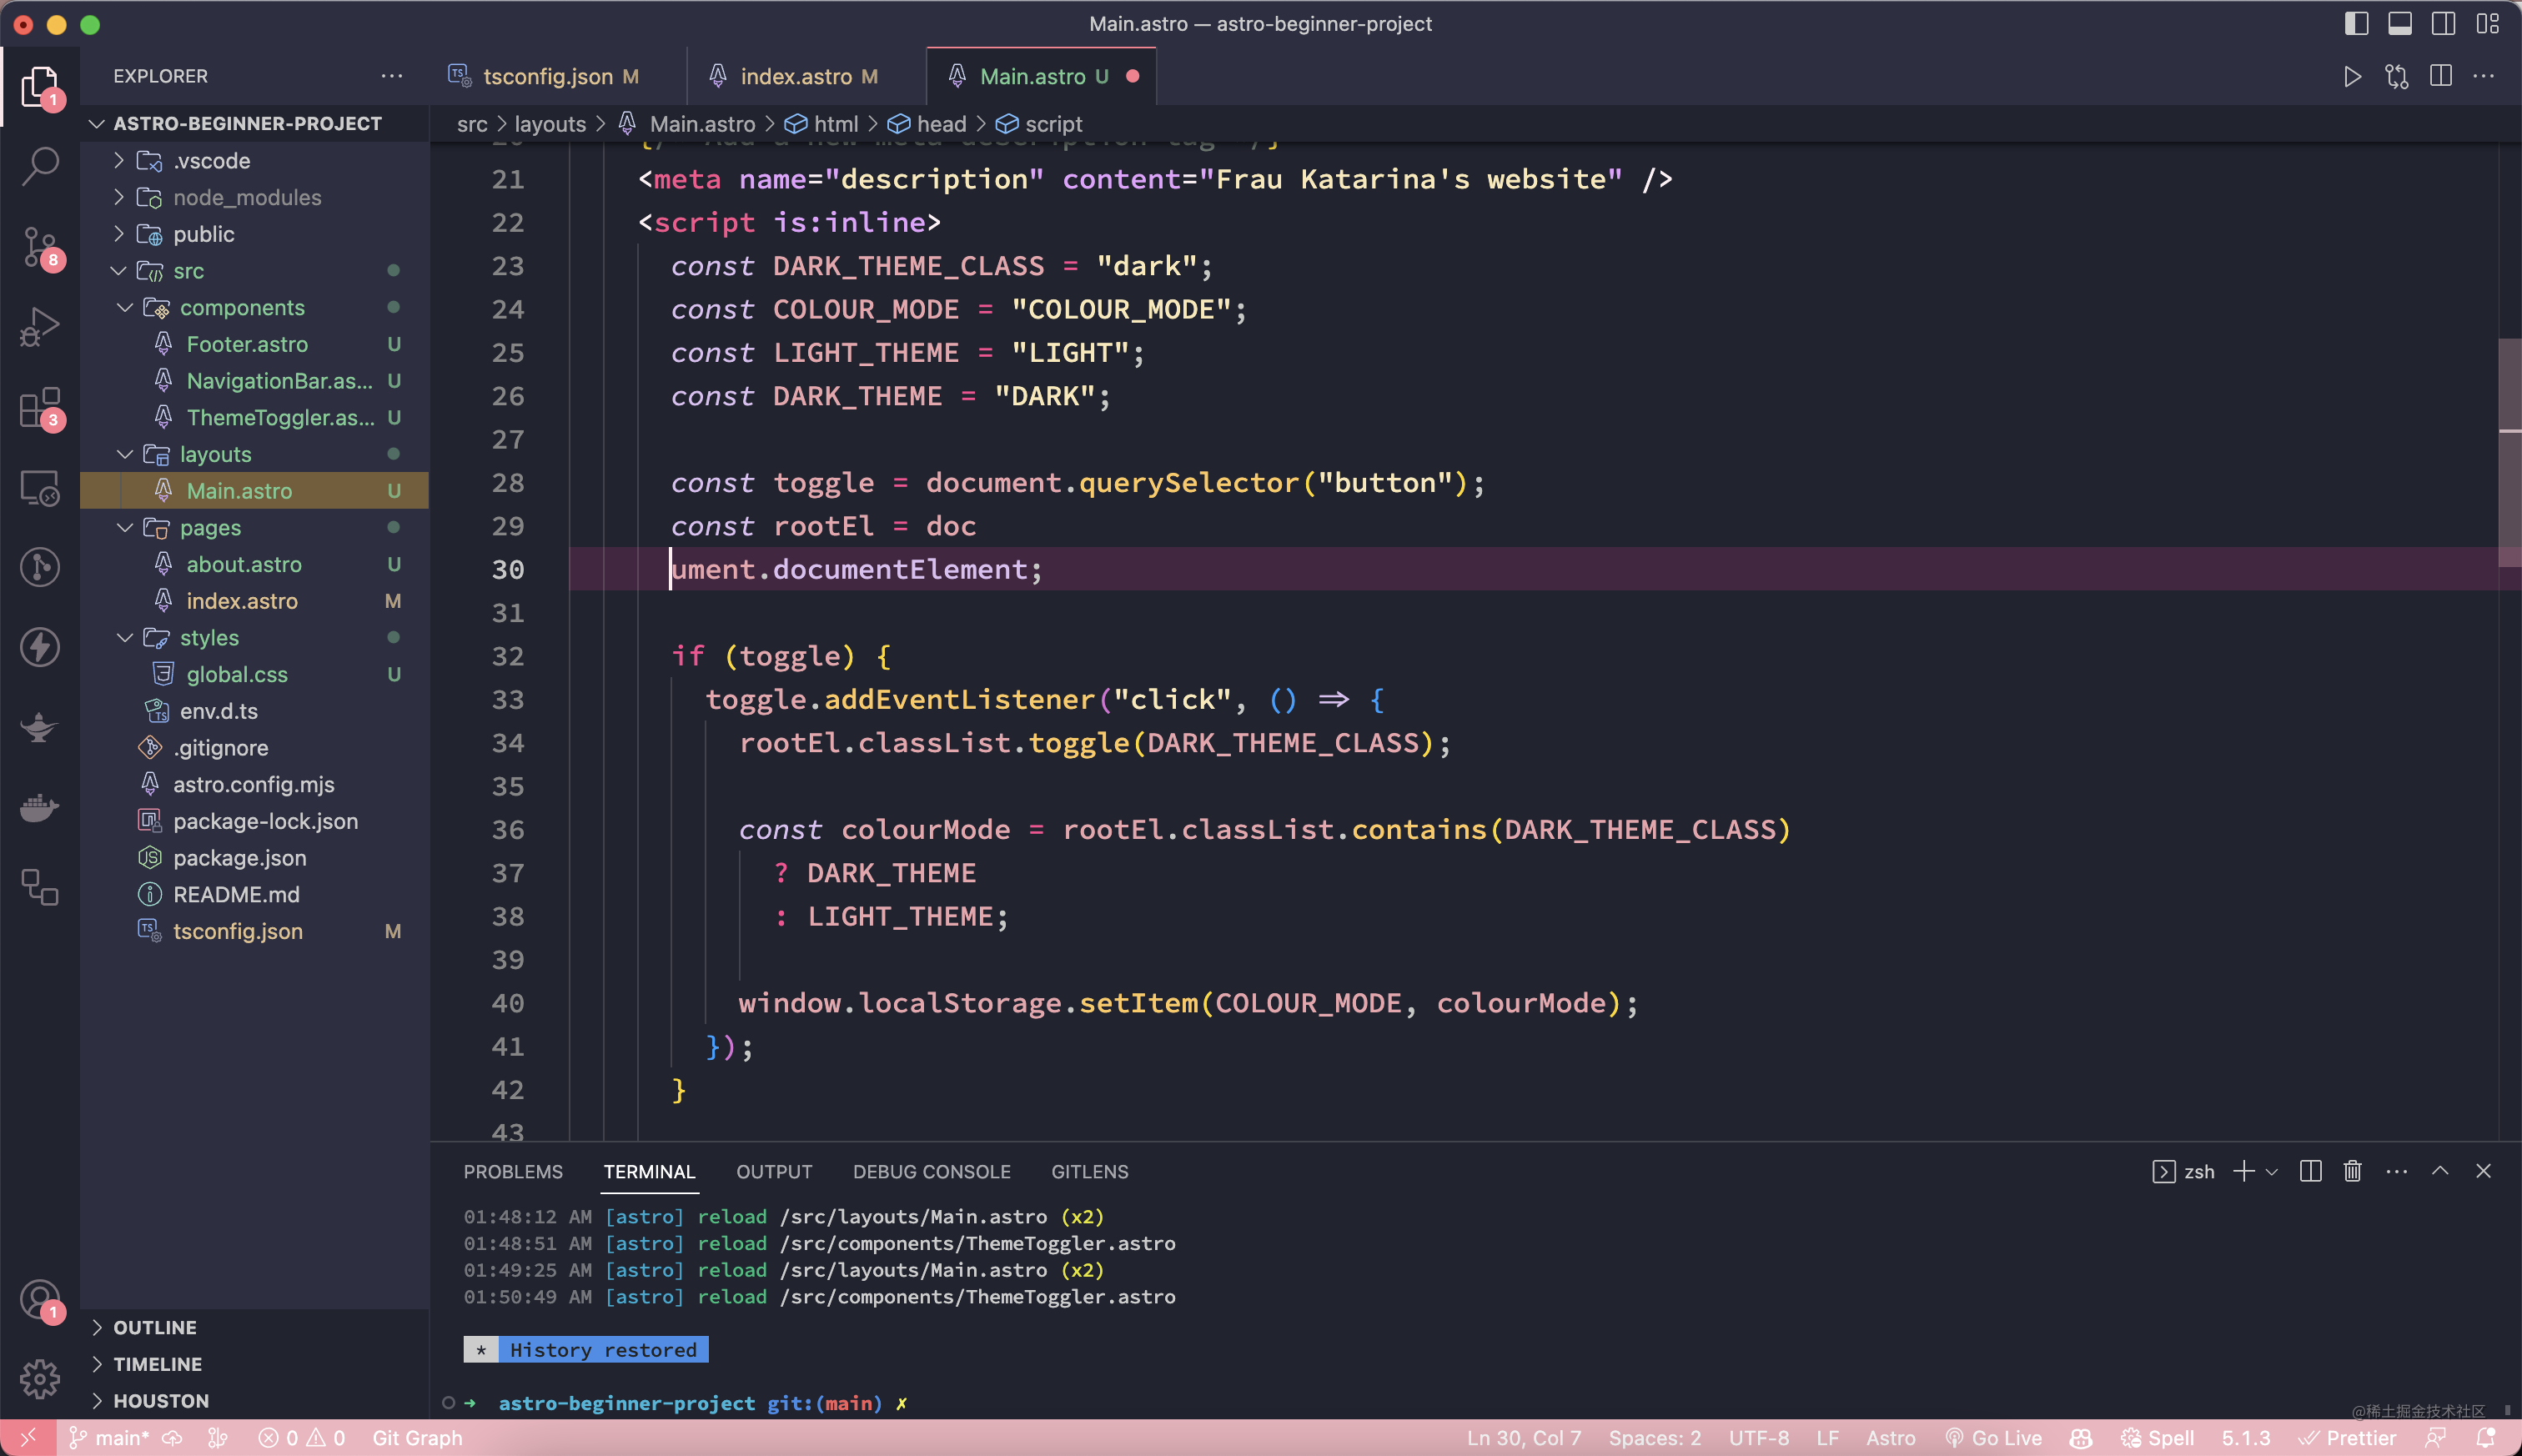 Main.astro — astro-beginner-project
EXPLORER
tsconfig.json M
index.astro M
Main.astro U
ASTRO-BEGINNER-PROJECT
src > layouts > Main.astro > html > head > script
.vscode
node_modules
public
src
components
Footer.astro U
NavigationBar.as... U
ThemeToggler.as... U
layouts
Main.astro U
pages
about.astro U
index.astro M
styles
global.css U
env.d.ts
.gitignore
astro.config.mjs
package-lock.json
package.json
README.md
tsconfig.json M
OUTLINE
TIMELINE
HOUSTON
1
8
3
1
21 <meta name="description" content="Frau Katarina's website" />
22 <script is:inline>
23 const DARK_THEME_CLASS = "dark";
24 const COLOUR_MODE = "COLOUR_MODE";
25 const LIGHT_THEME = "LIGHT";
26 const DARK_THEME = "DARK";
27
28 const toggle = document.querySelector("button");
29 const rootEl = doc
30 ument.documentElement;
31
32 if (toggle) {
33 toggle.addEventListener("click", () => {
34 rootEl.classList.toggle(DARK_THEME_CLASS);
35
36 const colourMode = rootEl.classList.contains(DARK_THEME_CLASS)
37 ? DARK_THEME
38 : LIGHT_THEME;
39
40 window.localStorage.setItem(COLOUR_MODE, colourMode);
41 });
42 }
43
PROBLEMS TERMINAL OUTPUT DEBUG CONSOLE GITLENS
zsh
01:48:12 AM [astro] reload /src/layouts/Main.astro (x2)
01:48:51 AM [astro] reload /src/components/ThemeToggler.astro
01:49:25 AM [astro] reload /src/layouts/Main.astro (x2)
01:50:49 AM [astro] reload /src/components/ThemeToggler.astro
* History restored
→ astro-beginner-project git:(main) ✗
@稀土掘金技术社区
main* 0 0 Git Graph
Ln 30, Col 7 Spaces: 2 UTF-8 LF Astro Go Live Spell 5.1.3 Prettier